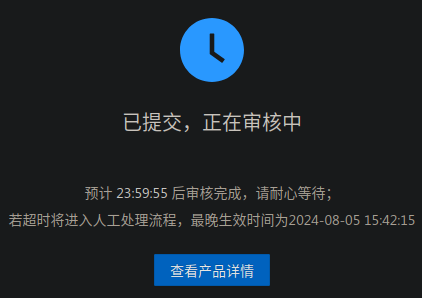 已提交，正在审核中
预计 23:59:55 后审核完成，请耐心等待；
若超时将进入人工处理流程，最晚生效时间为2024-08-05 15:42:15
查看产品详情